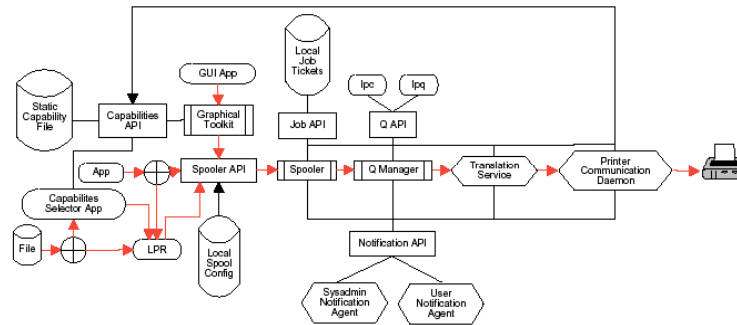 Local
Job
Tickets
GUI App
lpc
lpq
Static
Capability
File
Capabilities
API
Graphical
Toolkit
Job API
Q API
App
Spooler API
Spooler
Q Manager
Translation
Service
Printer
Communication
Daemon
Capabilites
Selector App
File
LPR
Local
Spool
Config
Notification API
Sysadmin
Notification
Agent
User
Notification
Agent